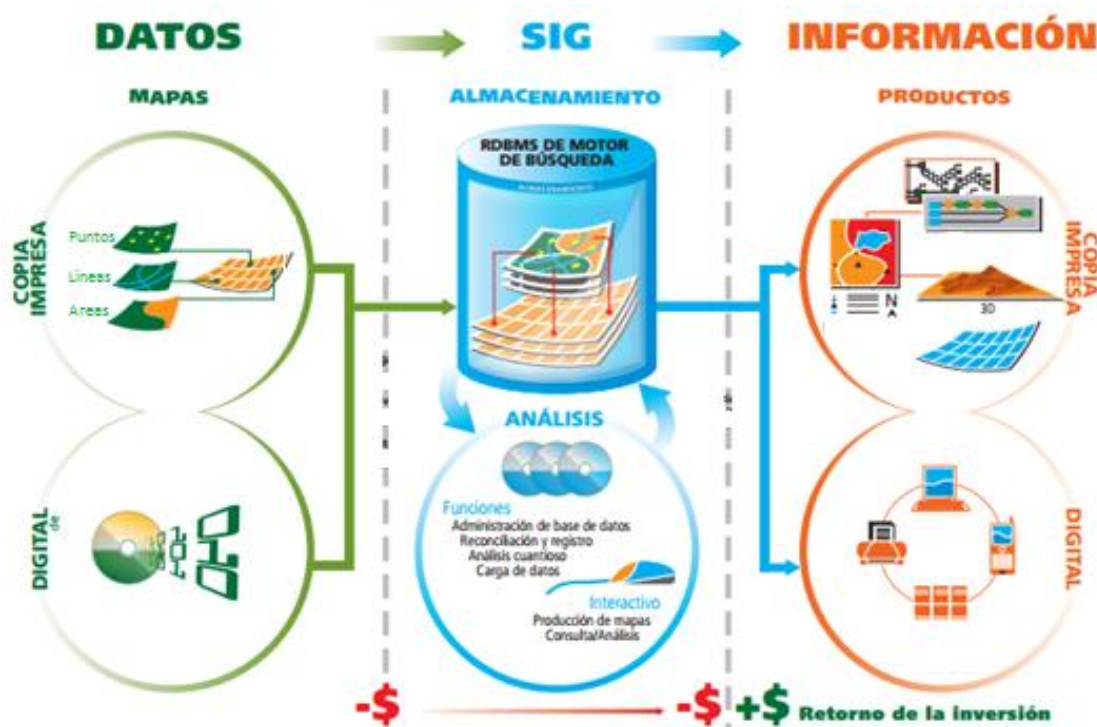 DATOS
SIG
INFORMACIÓN
MAPAS
ALMACENAMIENTO
PRODUCTOS
COPIA
IMPRESA
Puntos
Líneas
Areas
DIGITAL
de
RDBMS DE MOTOR
DE BÚSQUEDA
ALMACENAMIENTO
ANÁLISIS
Funciones
Administración de base de datos
Reconciliación y registro
Análisis cuantioso
Carga de datos
Interactivo
Producción de mapas
Consulta/Análisis
N
A
3D
COPIA
IMPRESA
DIGITAL
-$
-$
+$ Retorno de la inversión